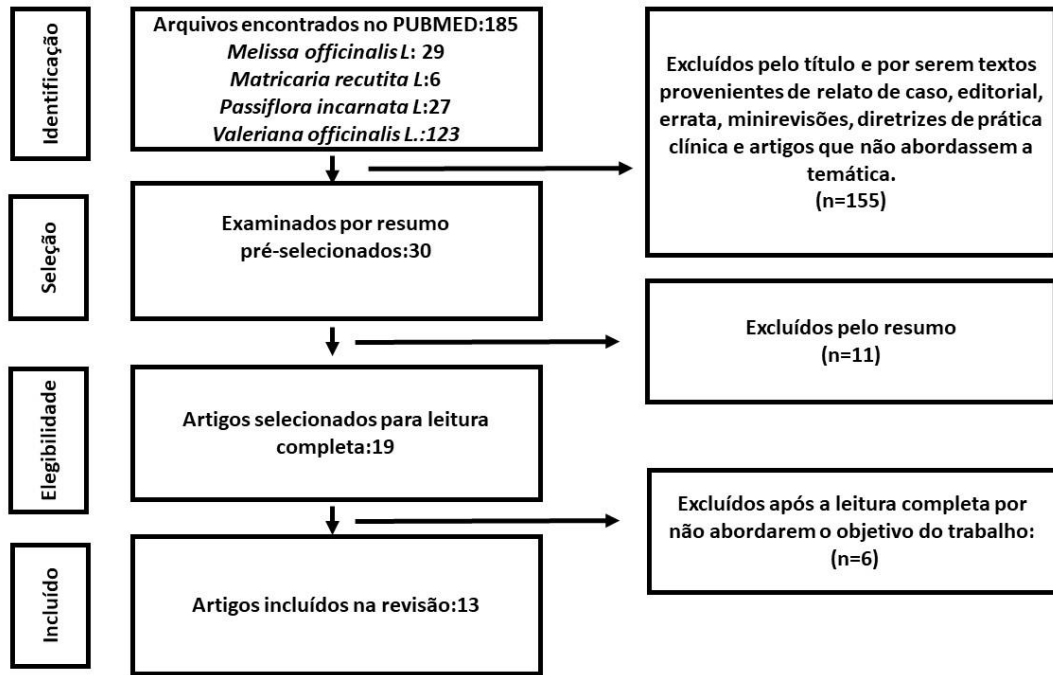 Identificação
Arquivos encontrados no PUBMED:185
Melissa officinalis L: 29
Matricaria recutita L:6
Passiflora incarnata L:27
Valeriana officinalis L.:123
Excluídos pelo título e por serem textos
provenientes de relato de caso, editorial,
errata, minirevisões, diretrizes de prática
clínica e artigos que não abordassem a
temática.
(n=155)
Seleção
Examinados por resumo
pré-selecionados:30
Excluídos pelo resumo
(n=11)
Elegibilidade
Artigos selecionados para leitura
completa:19
Excluídos após a leitura completa por
não abordarem o objetivo do trabalho:
(n=6)
Incluído
Artigos incluídos na revisão:13